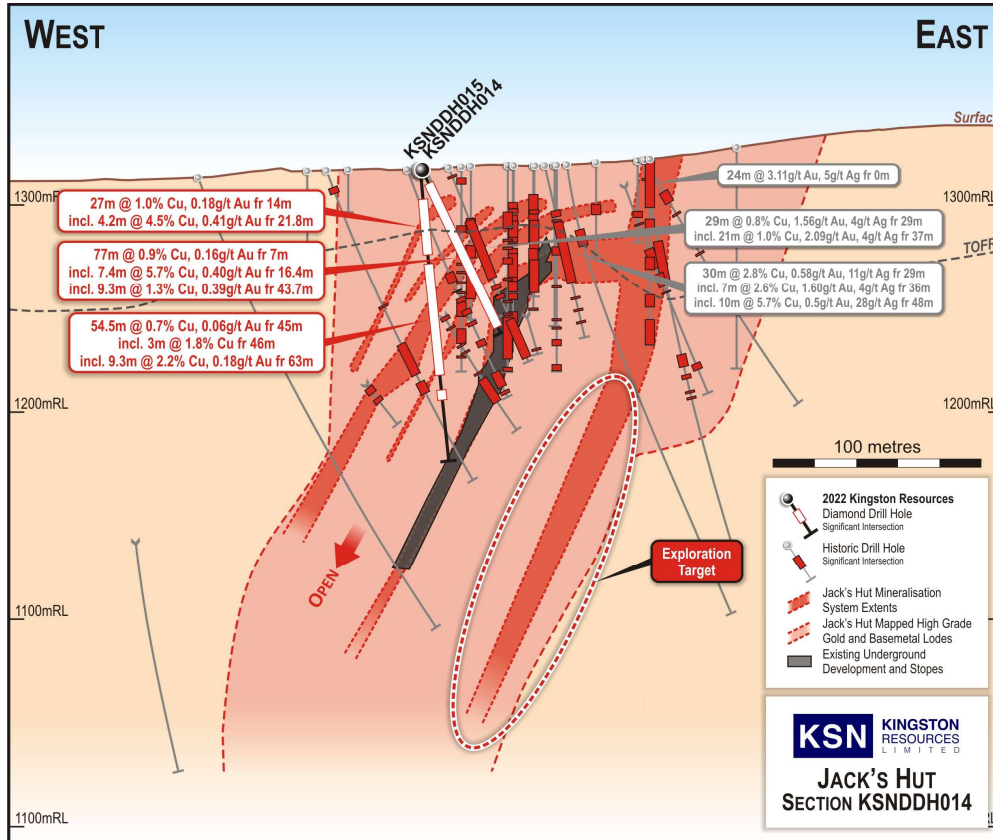 WEST
EAST
KSNDDH015
KSNDDH014
Surfac
1300mRL
1300mRL
27m @ 1.0% Cu, 0.18g/t Au fr 14m
incl. 4.2m @ 4.5% Cu, 0.41g/t Au fr 21.8m
77m @ 0.9% Cu, 0.16g/t Au fr 7m
incl. 7.4m @ 5.7% Cu, 0.40g/t Au fr 16.4m
incl. 9.3m @ 1.3% Cu, 0.39g/t Au fr 43.7m
54.5m @ 0.7% Cu, 0.06g/t Au fr 45m
incl. 3m @ 1.8% Cu fr 46m
incl. 9.3m @ 2.2% Cu, 0.18g/t Au fr 63m
24m @ 3.11g/t Au, 5g/t Ag fr 0m
29m @ 0.8% Cu, 1.56g/t Au, 4g/t Ag fr 29m
incl. 21m @ 1.0% Cu, 2.09g/t Au, 4g/t Ag fr 37m
TOFR
30m @ 2.8% Cu, 0.58g/t Au, 11g/t Ag fr 29m
incl. 7m @ 2.6% Cu, 1.60g/t Au, 4g/t Ag fr 36m
incl. 10m @ 5.7% Cu, 0.5g/t Au, 28g/t Ag fr 48m
1200mRL
1200mRL
OPEN
Exploration
Target
1100mRL
1100mRL
100 metres
2022 Kingston Resources
Diamond Drill Hole
Significant Intersection
Historic Drill Hole
Significant Intersection
Jack's Hut Mineralisation
System Extents
Jack's Hut Mapped High Grade
Gold and Basemetal Lodes
Existing Underground
Development and Stopes
KSN
KINGSTON
RESOURCES
LIMITED
JACK'S HUT
SECTION KSNDDH014